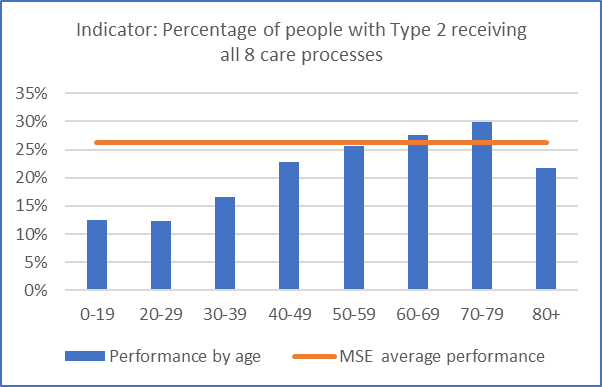 Indicator: Percentage of people with Type 2 receiving
all 8 care processes
35%
30%
25%
20%
15%
10%
5%
0%
0-19 20-29 30-39 40-49 50-59 60-69 70-79 80+
Performance by age MSE average performance